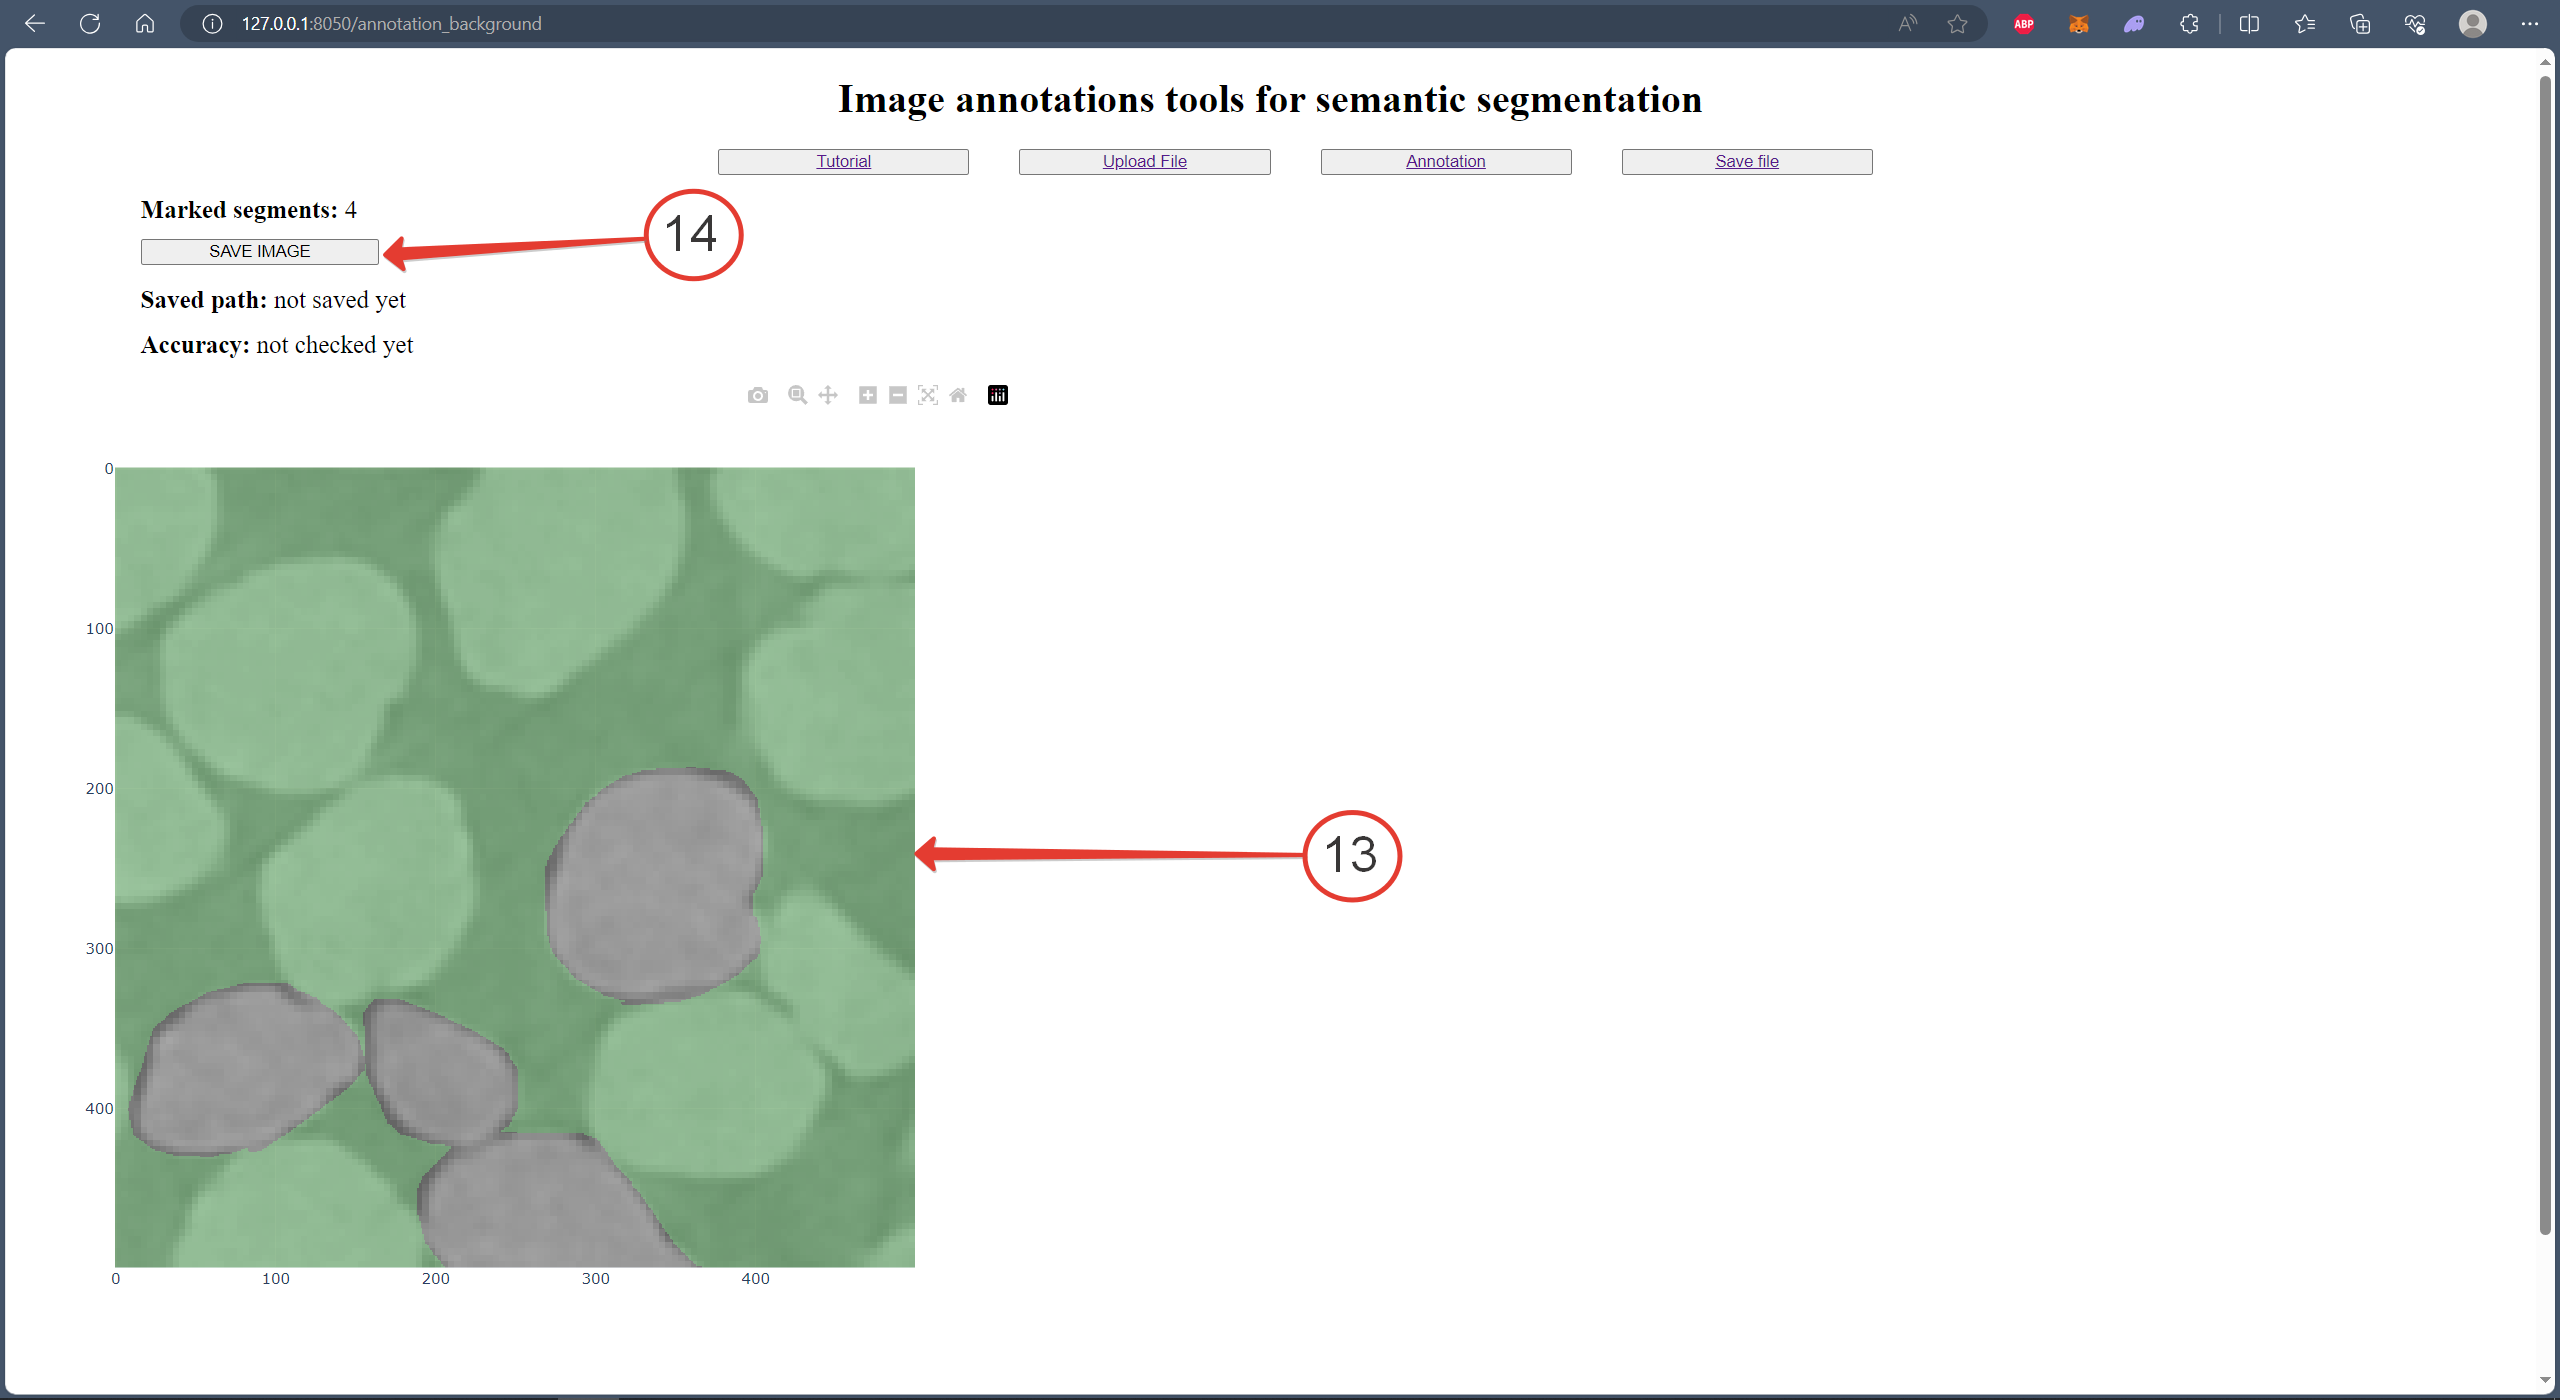 127.0.0.1:8050/annotation_background
ABP
Image annotations tools for semantic segmentation
Tutorial Upload File Annotation Save file
Marked segments: 4
14
SAVE IMAGE
Saved path: not saved yet
Accuracy: not checked yet
0
100
200
13
300
400
0 100 200 300 400